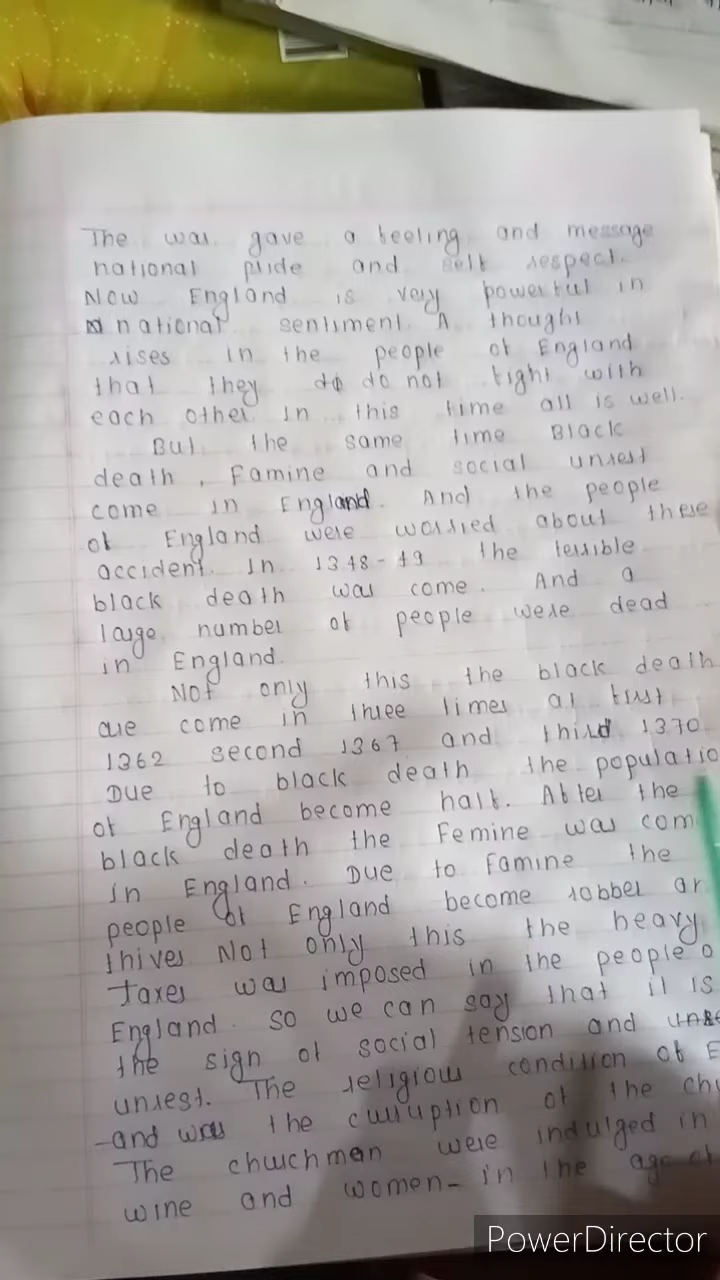 The was gave a feeling and message
national pride and self respect.
Now England is very powerful in
national sentiment. A thought
rises in the people of England
that they do do not fight with
each other. In this time all is well.
But the same time Black
death, Famine and social unrest
come in England. And the people
of England were worried about these
accident. In 1348-49 the terrible
black death was come. And a
large number of people were dead
in England.
Not only this the black death
are come in three times at first
1362 second 1367 and third 1370.
Due to black death the populatio
of England become half. After the
black death the Femine was com
in England. Due to Famine the
people of England become robber an
thives Not only this the heavy
Taxes was imposed in the people o
England. So we can say that it is
the sign of social tension and
unrest. The religious condition of E
-and was the curruption of the chu
The churchman were indulged in
wine and women- in the age of
PowerDirector